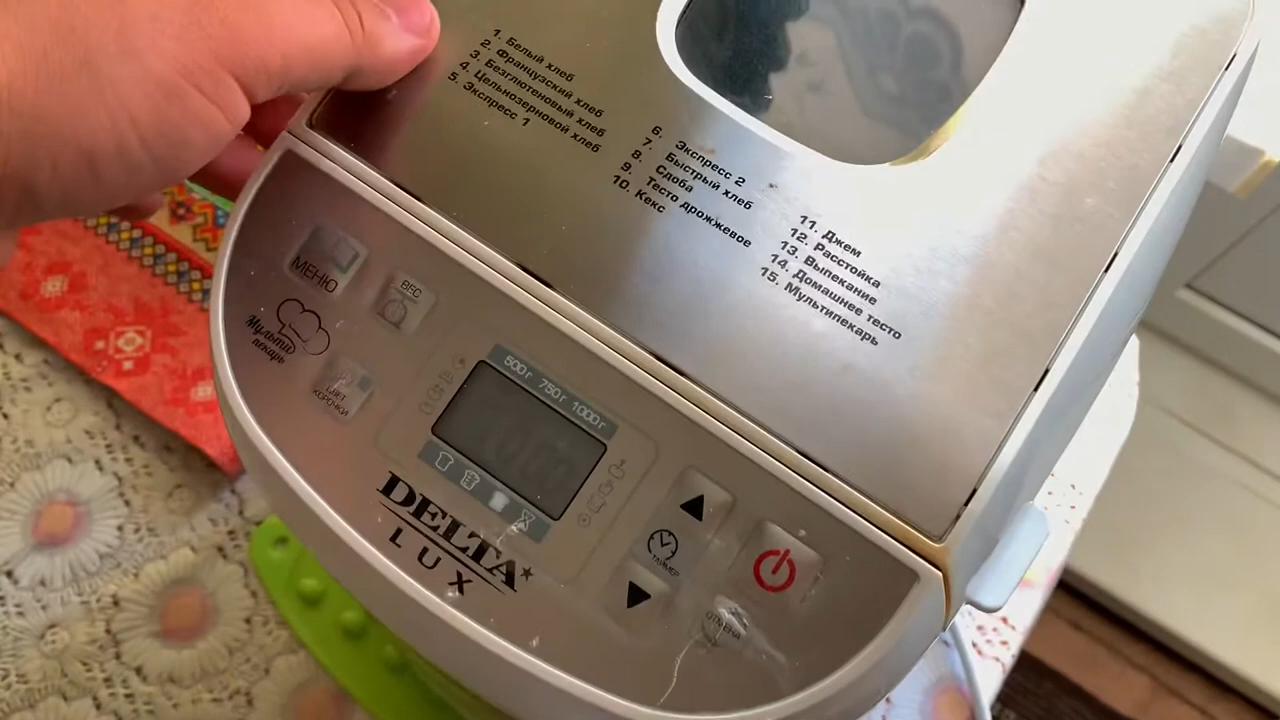 1. Белый хлеб
2. Французский хлеб
3. Безглютеновый хлеб
4. Цельнозерновой хлеб
5. Экспресс 1
6. Экспресс 2
7. Быстрый хлеб
8. Сдоба
9. Тесто дрожжевое
10. Кекс
11. Джем
12. Расстойка
13. Выпекание
14. Домашнее тесто
15. Мультипекарь
МЕНЮ
ВЕС
Мульти
пекарь
ЦВЕТ
КОРОЧКИ
500г 750г 1000г
DELTA
LUX
ТАЙМЕР
ОТМЕНА